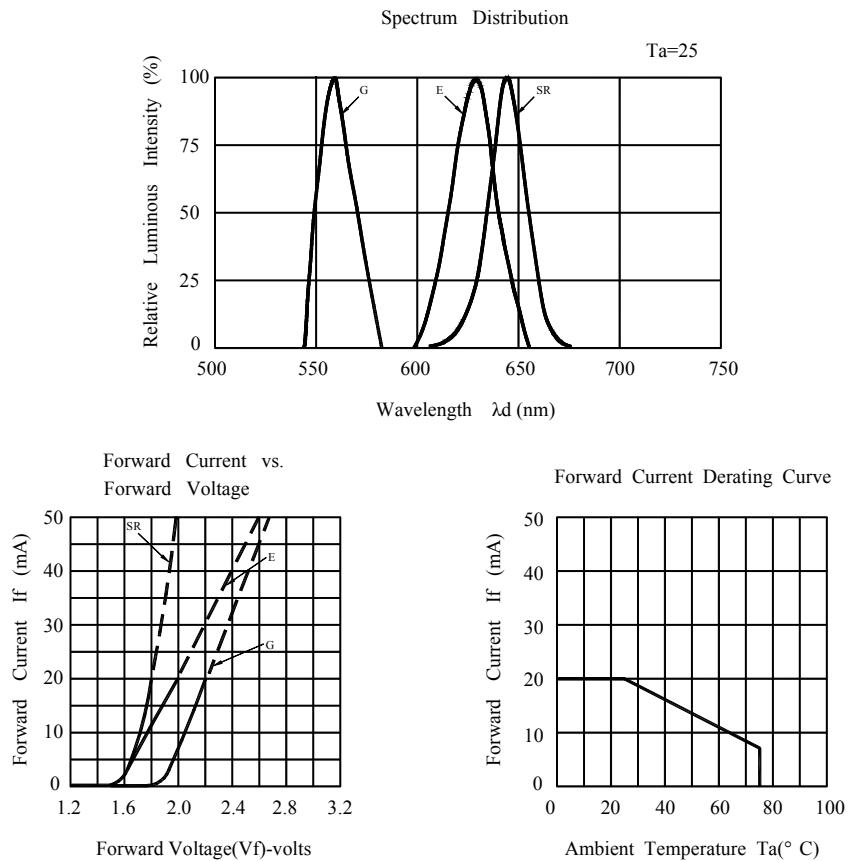 Spectrum Distribution
Ta=25
Relative Luminous Intensity (%)
100
75
50
25
0
G
E
SR
500 550 600 650 700 750
Wavelength λd (nm)
Forward Current vs.
Forward Voltage
Forward Current If (mA)
50
40
30
20
10
0
SR
E
G
1.2 1.6 2.0 2.4 2.8 3.2
Forward Voltage(Vf)-volts
Forward Current Derating Curve
Forward Current If (mA)
50
40
30
20
10
0
0 20 40 60 80 100
Ambient Temperature Ta(° C)